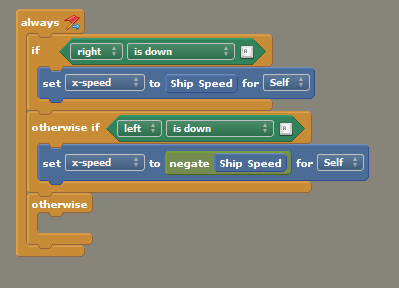 always
if right is down R
set x-speed to Ship Speed for Self
otherwise if left is down R
set x-speed to negate Ship Speed for Self
otherwise